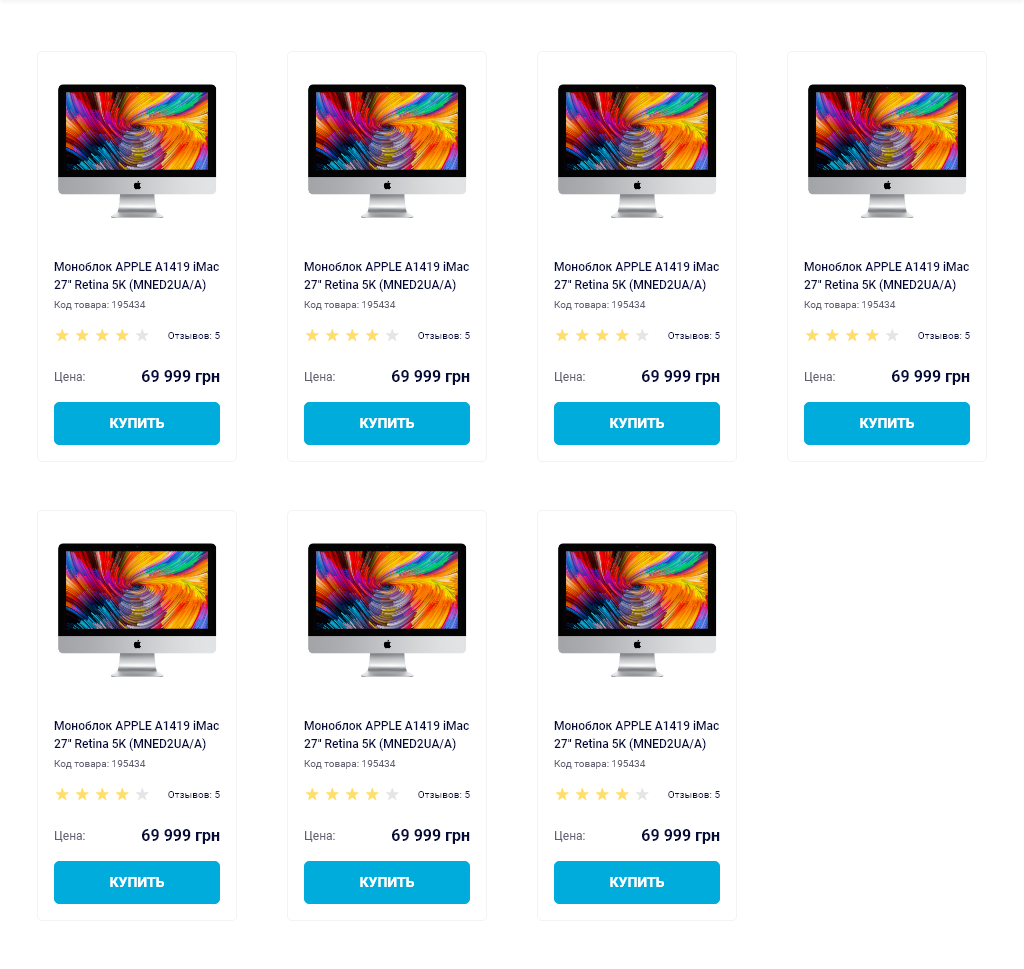 Моноблок APPLE A1419 iMac
27" Retina 5K (MNED2UA/A)
Код товара: 195434
Отзывов: 5
Цена: 69 999 грн
КУПИТЬ
Моноблок APPLE A1419 iMac
27" Retina 5K (MNED2UA/A)
Код товара: 195434
Отзывов: 5
Цена: 69 999 грн
КУПИТЬ
Моноблок APPLE A1419 iMac
27" Retina 5K (MNED2UA/A)
Код товара: 195434
Отзывов: 5
Цена: 69 999 грн
КУПИТЬ
Моноблок APPLE A1419 iMac
27" Retina 5K (MNED2UA/A)
Код товара: 195434
Отзывов: 5
Цена: 69 999 грн
КУПИТЬ
Моноблок APPLE A1419 iMac
27" Retina 5K (MNED2UA/A)
Код товара: 195434
Отзывов: 5
Цена: 69 999 грн
КУПИТЬ
Моноблок APPLE A1419 iMac
27" Retina 5K (MNED2UA/A)
Код товара: 195434
Отзывов: 5
Цена: 69 999 грн
КУПИТЬ
Моноблок APPLE A1419 iMac
27" Retina 5K (MNED2UA/A)
Код товара: 195434
Отзывов: 5
Цена: 69 999 грн
КУПИТЬ